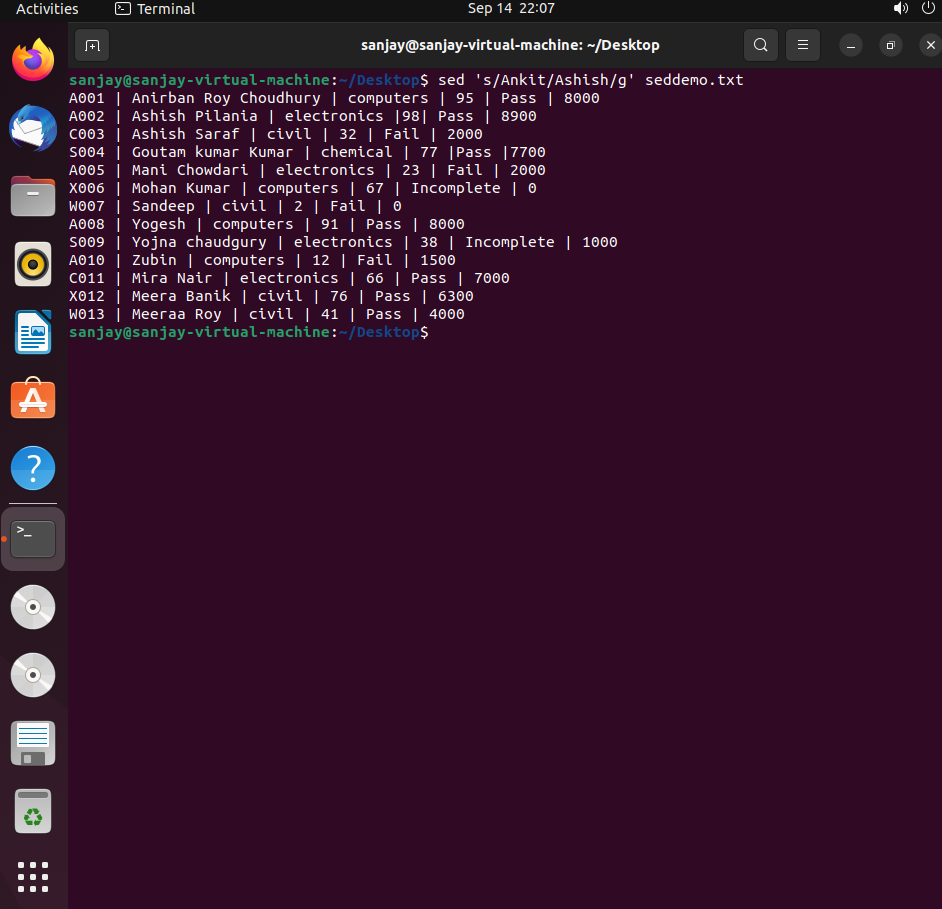 Activities Terminal Sep 14 22:07
sanjay@sanjay-virtual-machine: ~/Desktop
sanjay@sanjay-virtual-machine:~/Desktop$ sed 's/Ankit/Ashish/g' seddemo.txt
A001 | Anirban Roy Choudhury | computers | 95 | Pass | 8000
A002 | Ashish Pilania | electronics |98| Pass | 8900
C003 | Ashish Saraf | civil | 32 | Fail | 2000
S004 | Goutam kumar Kumar | chemical | 77 |Pass |7700
A005 | Mani Chowdari | electronics | 23 | Fail | 2000
X006 | Mohan Kumar | computers | 67 | Incomplete | 0
W007 | Sandeep | civil | 2 | Fail | 0
A008 | Yogesh | computers | 91 | Pass | 8000
S009 | Yojna chaudgury | electronics | 38 | Incomplete | 1000
A010 | Zubin | computers | 12 | Fail | 1500
C011 | Mira Nair | electronics | 66 | Pass | 7000
X012 | Meera Banik | civil | 76 | Pass | 6300
W013 | Meeraa Roy | civil | 41 | Pass | 4000
sanjay@sanjay-virtual-machine:~/Desktop$